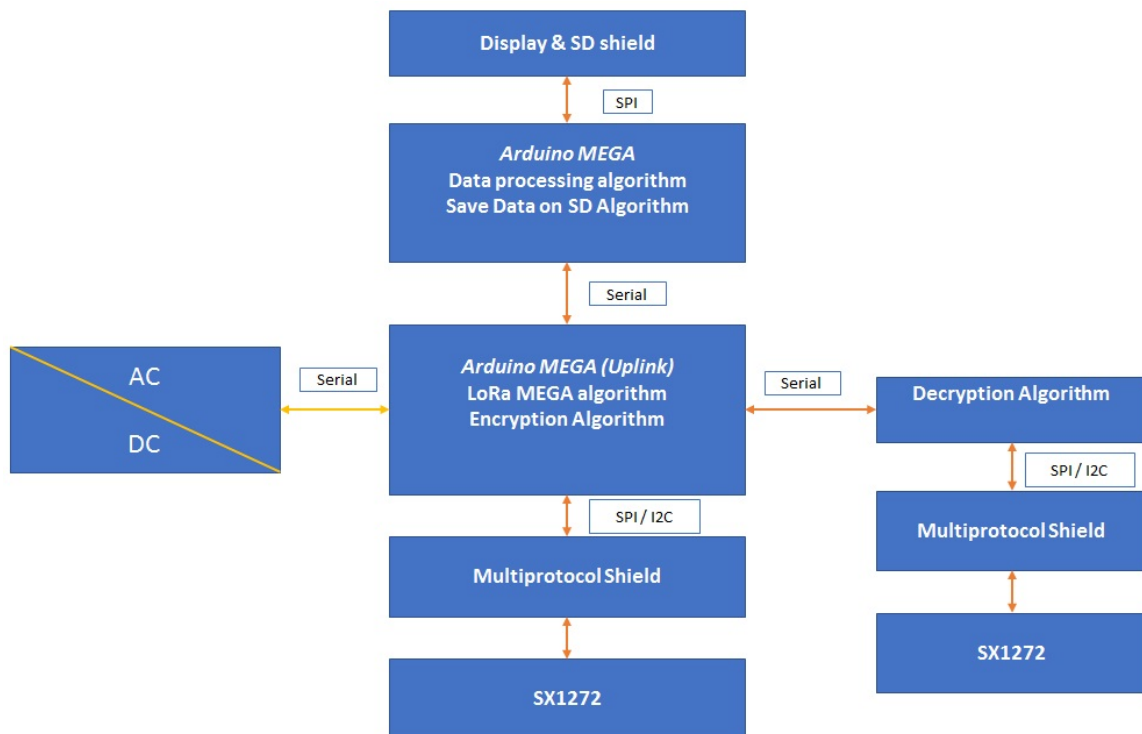 Display & SD shield
SPI
Arduino MEGA
Data processing algorithm
Save Data on SD Algorithm
Serial
Arduino MEGA (Uplink)
LoRa MEGA algorithm
Encryption Algorithm
AC
DC
Serial
Serial
Decryption Algorithm
SPI / I2C
Multiprotocol Shield
SX1272
SPI / I2C
Multiprotocol Shield
SX1272